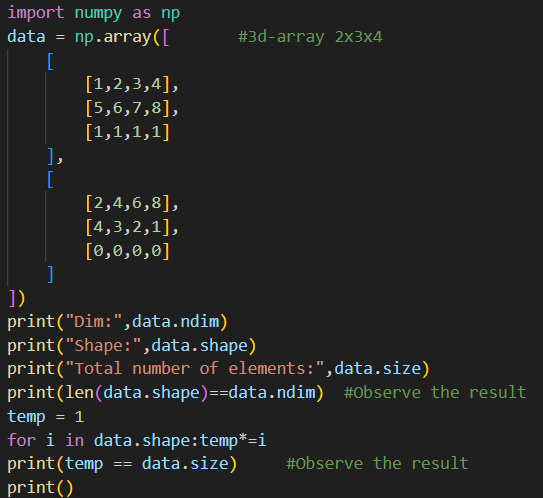 import numpy as np
data = np.array([       #3d-array 2x3x4
    [
        [1,2,3,4],
        [5,6,7,8],
        [1,1,1,1]
    ],
    [
        [2,4,6,8],
        [4,3,2,1],
        [0,0,0,0]
    ]
])
print("Dim:",data.ndim)
print("Shape:",data.shape)
print("Total number of elements:",data.size)
print(len(data.shape)==data.ndim)  #Observe the result
temp = 1
for i in data.shape:temp*=i
print(temp == data.size)     #Observe the result
print()